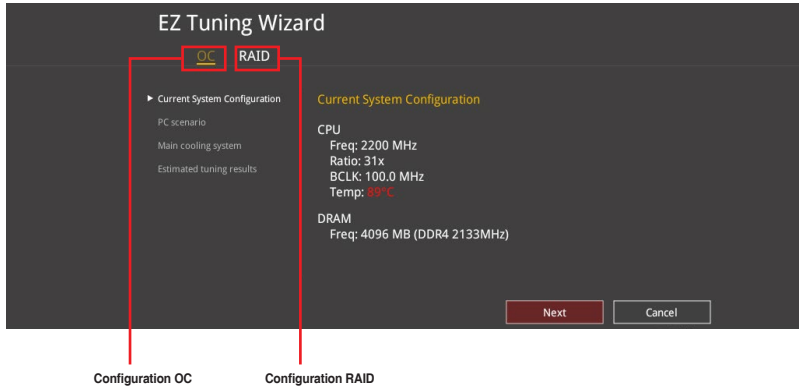 EZ Tuning Wizard
OC RAID
Current System Configuration
PC scenario
Main cooling system
Estimated tuning results
Current System Configuration
CPU
Freq: 2200 MHz
Ratio: 31x
BCLK: 100.0 MHz
Temp: 89°C
DRAM
Freq: 4096 MB (DDR4 2133MHz)
Next Cancel
Configuration OC Configuration RAID